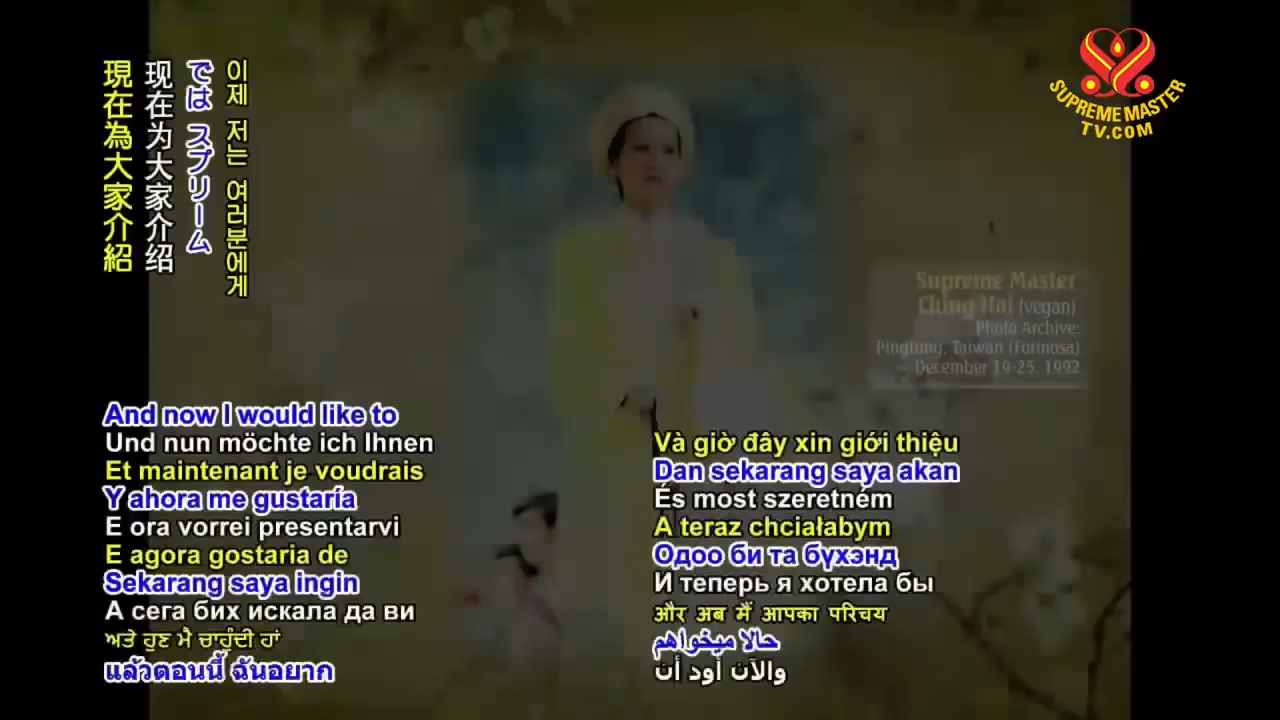 現在為大家介紹
现在为大家介绍
では スプリーム
이제 저는 여러분에게
SUPREME MASTER
TV.COM
Supreme Master
Ching Hai (vegan)
Photo Archive:
Pingtung, Taiwan (Formosa)
– December 19-25, 1992
And now I would like to
Und nun möchte ich Ihnen
Et maintenant je voudrais
Y ahora me gustaría
E ora vorrei presentarvi
E agora gostaria de
Sekarang saya ingin
А сега бих искала да ви
ਅਤੇ ਹੁਣ ਮੈ ਚਾਹੁੰਦੀ ਹਾਂ
แล้วตอนนี้ ฉันอยาก
Và giờ đây xin giới thiệu
Dan sekarang saya akan
És most szeretném
A teraz chciałabym
Одоо би та бүхэнд
И теперь я хотела бы
और अब मैं आपका परिचय
حالا میخواهم
والآن أود أن